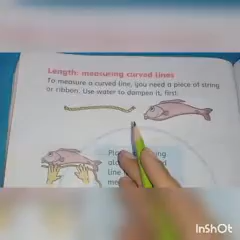 Length: measuring curved lines
To measure a curved line, you need a piece of string
or ribbon. Use water to dampen it, first.
line
InShOt